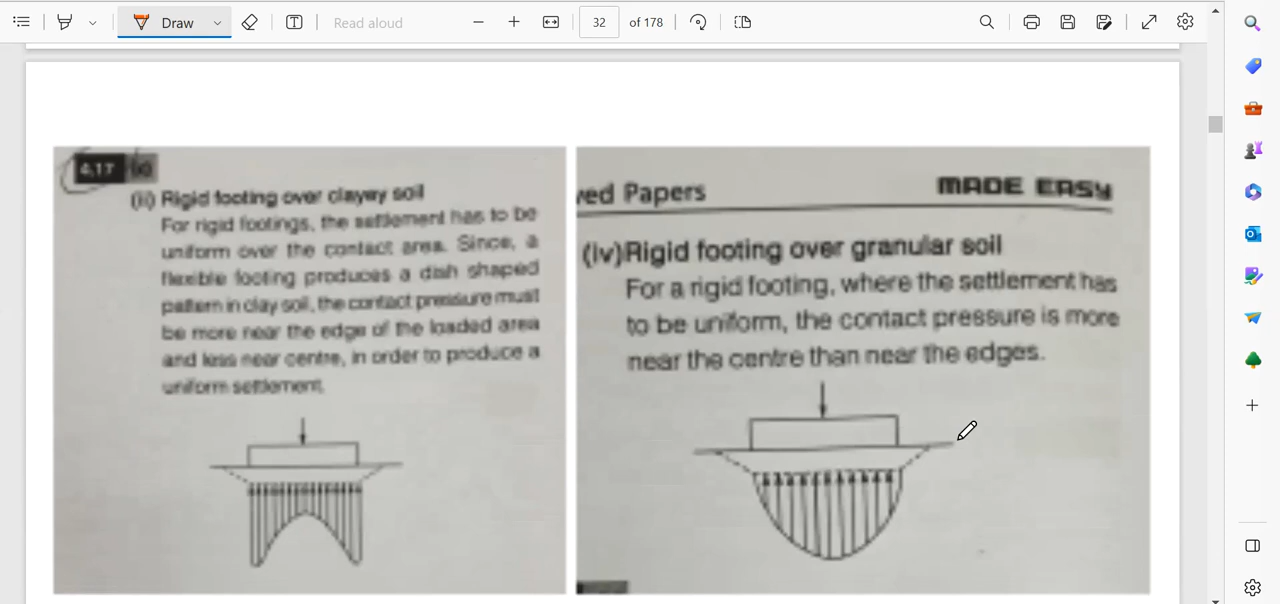 Draw
Read aloud
32
of 178
4.17
(ii) Rigid footing over clayey soil
For rigid footings, the settlement has to be
uniform over the contact area. Since, a
flexible footing produces a dish shaped
pattern in clay soil, the contact pressure must
be more near the edge of the loaded area
and less near centre, in order to produce a
uniform settlement.
ved Papers
MADE EASY
(iv)Rigid footing over granular soil
For a rigid footing, where the settlement has
to be uniform, the contact pressure is more
near the centre than near the edges.